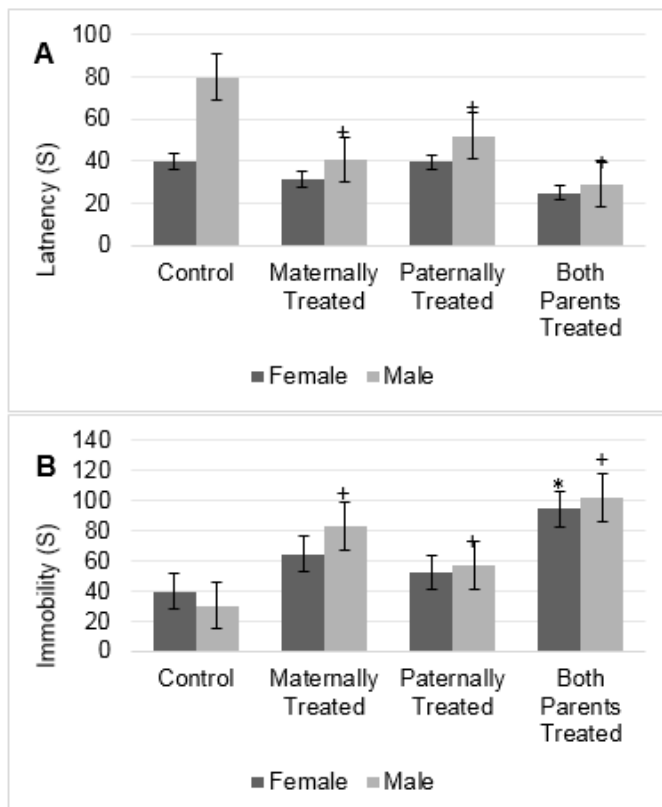 A
100
80
60
40
20
0
Latnency (S)
+
+
+
Control Maternally Treated Paternally Treated Both Parents Treated
Female Male
B
140
120
100
80
60
40
20
0
Immobility (S)
+
+
*
+
Control Maternally Treated Paternally Treated Both Parents Treated
Female Male